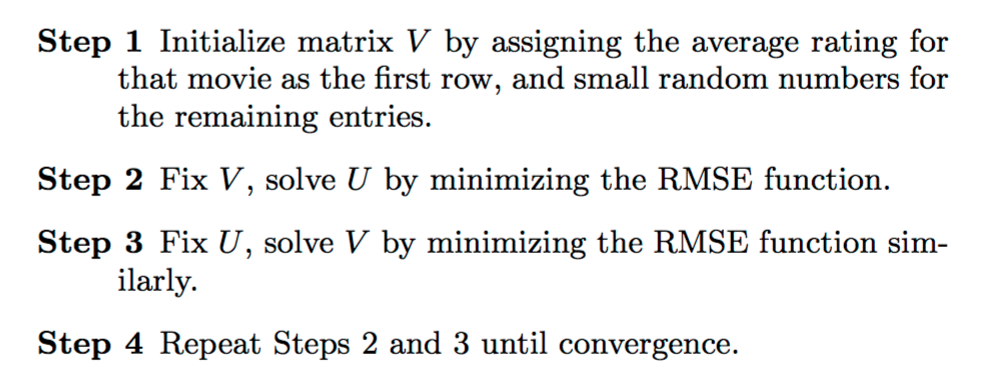 Step 1 Initialize matrix V by assigning the average rating for
that movie as the first row, and small random numbers for
the remaining entries.
Step 2 Fix V, solve U by minimizing the RMSE function.
Step 3 Fix U, solve V by minimizing the RMSE function sim-
ilarly.
Step 4 Repeat Steps 2 and 3 until convergence.